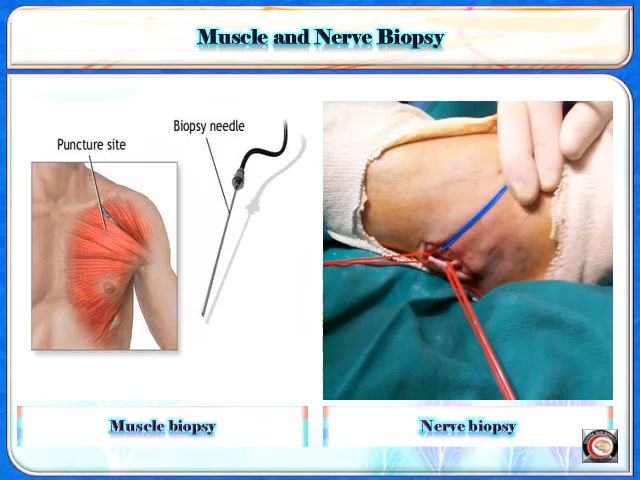 Muscle and Nerve Biopsy
Biopsy needle
Puncture site
Muscle biopsy
Nerve biopsy